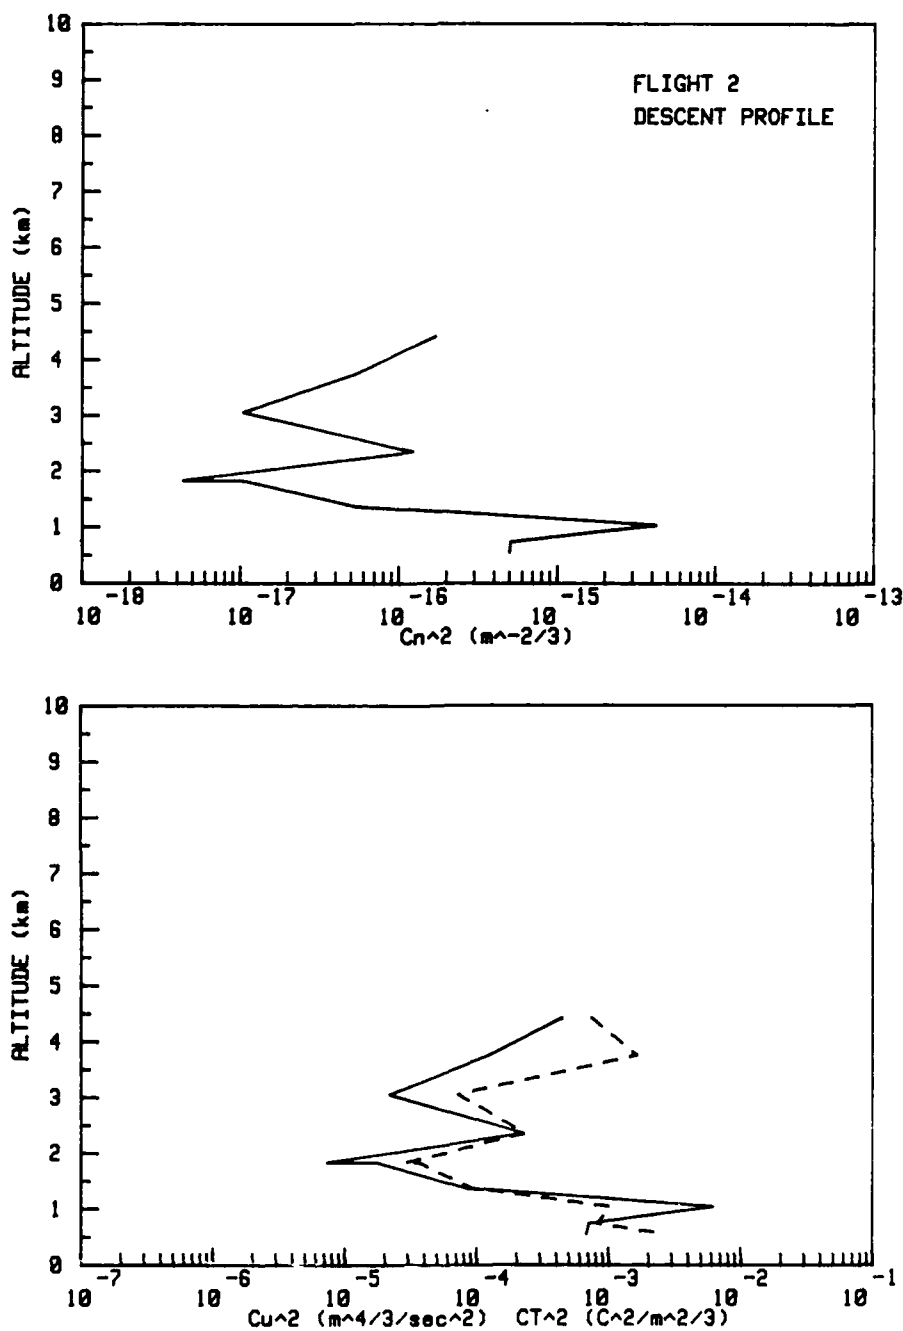 10
9
8
7
6
5
4
3
2
1
0
ALTITUDE (km)
FLIGHT 2
DESCENT PROFILE
10^-18 10^-17 10^-16 10^-15 10^-14 10^-13
Cn^2 (m^-2/3)
10
9
8
7
6
5
4
3
2
1
0
ALTITUDE (km)
10^-7 10^-6 10^-5 10^-4 10^-3 10^-2 10^-1
Cu^2 (m^4/3/sec^2) CT^2 (C^2/m^2/3)